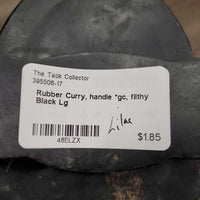 The Tack Collector
395506-17
Rubber Curry, handle *gc, filthy
Black Lg
Lilac
$1.85
46ELZX